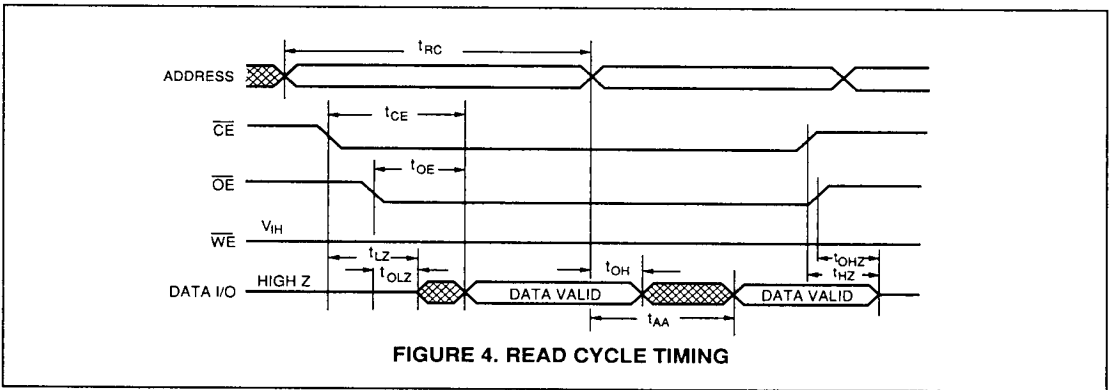 tRC
ADDRESS
tCE
CE
tOE
OE
VIH
WE
tLZ
tOHZ
HIGH Z
tOLZ
tOH
tHZ
DATA I/O
DATA VALID
DATA VALID
tAA
FIGURE 4. READ CYCLE TIMING